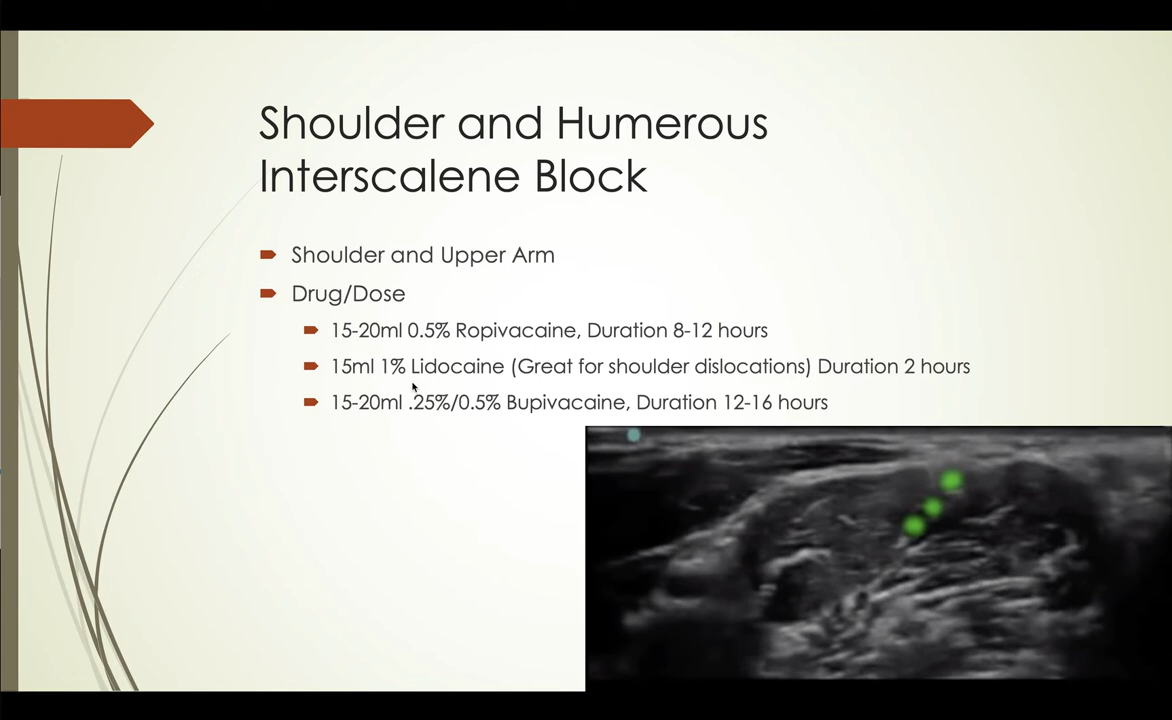 Shoulder and Humerous
Interscalene Block
Shoulder and Upper Arm
Drug/Dose
15-20ml 0.5% Ropivacaine, Duration 8-12 hours
15ml 1% Lidocaine (Great for shoulder dislocations) Duration 2 hours
15-20ml .25%/0.5% Bupivacaine, Duration 12-16 hours